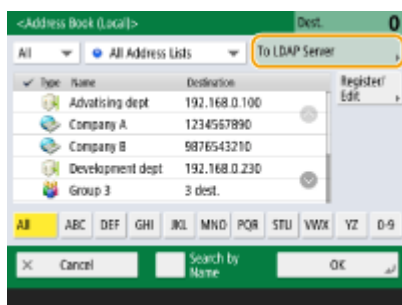 <Address Book (Local)> Dest. 0
All All Address Lists To LDAP Server
Type Name Destination Register/
Edit
Advatising dept 192.168.0.100
Company A 1234567890
Company B 9876543210
Development dept 192.168.0.230
Group 3 3 dest.
All ABC DEF GHI JKL MNO PQR STU VWX YZ 0-9
Cancel Search by
Name OK